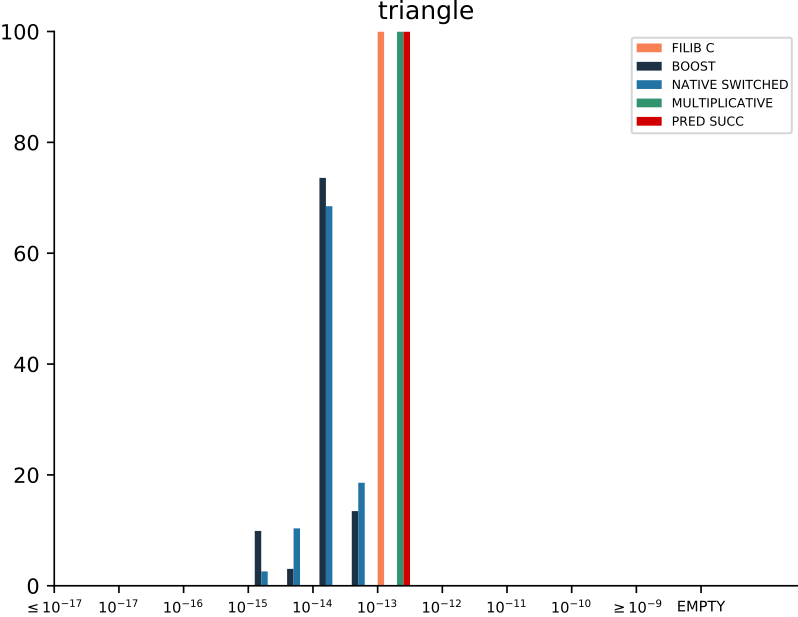 triangle
100
80
60
40
20
0
FILIB C
BOOST
NATIVE SWITCHED
MULTIPLICATIVE
PRED SUCC
≤ 10⁻¹⁷ 10⁻¹⁷ 10⁻¹⁶ 10⁻¹⁵ 10⁻¹⁴ 10⁻¹³ 10⁻¹² 10⁻¹¹ 10⁻¹⁰ ≥ 10⁻⁹ EMPTY